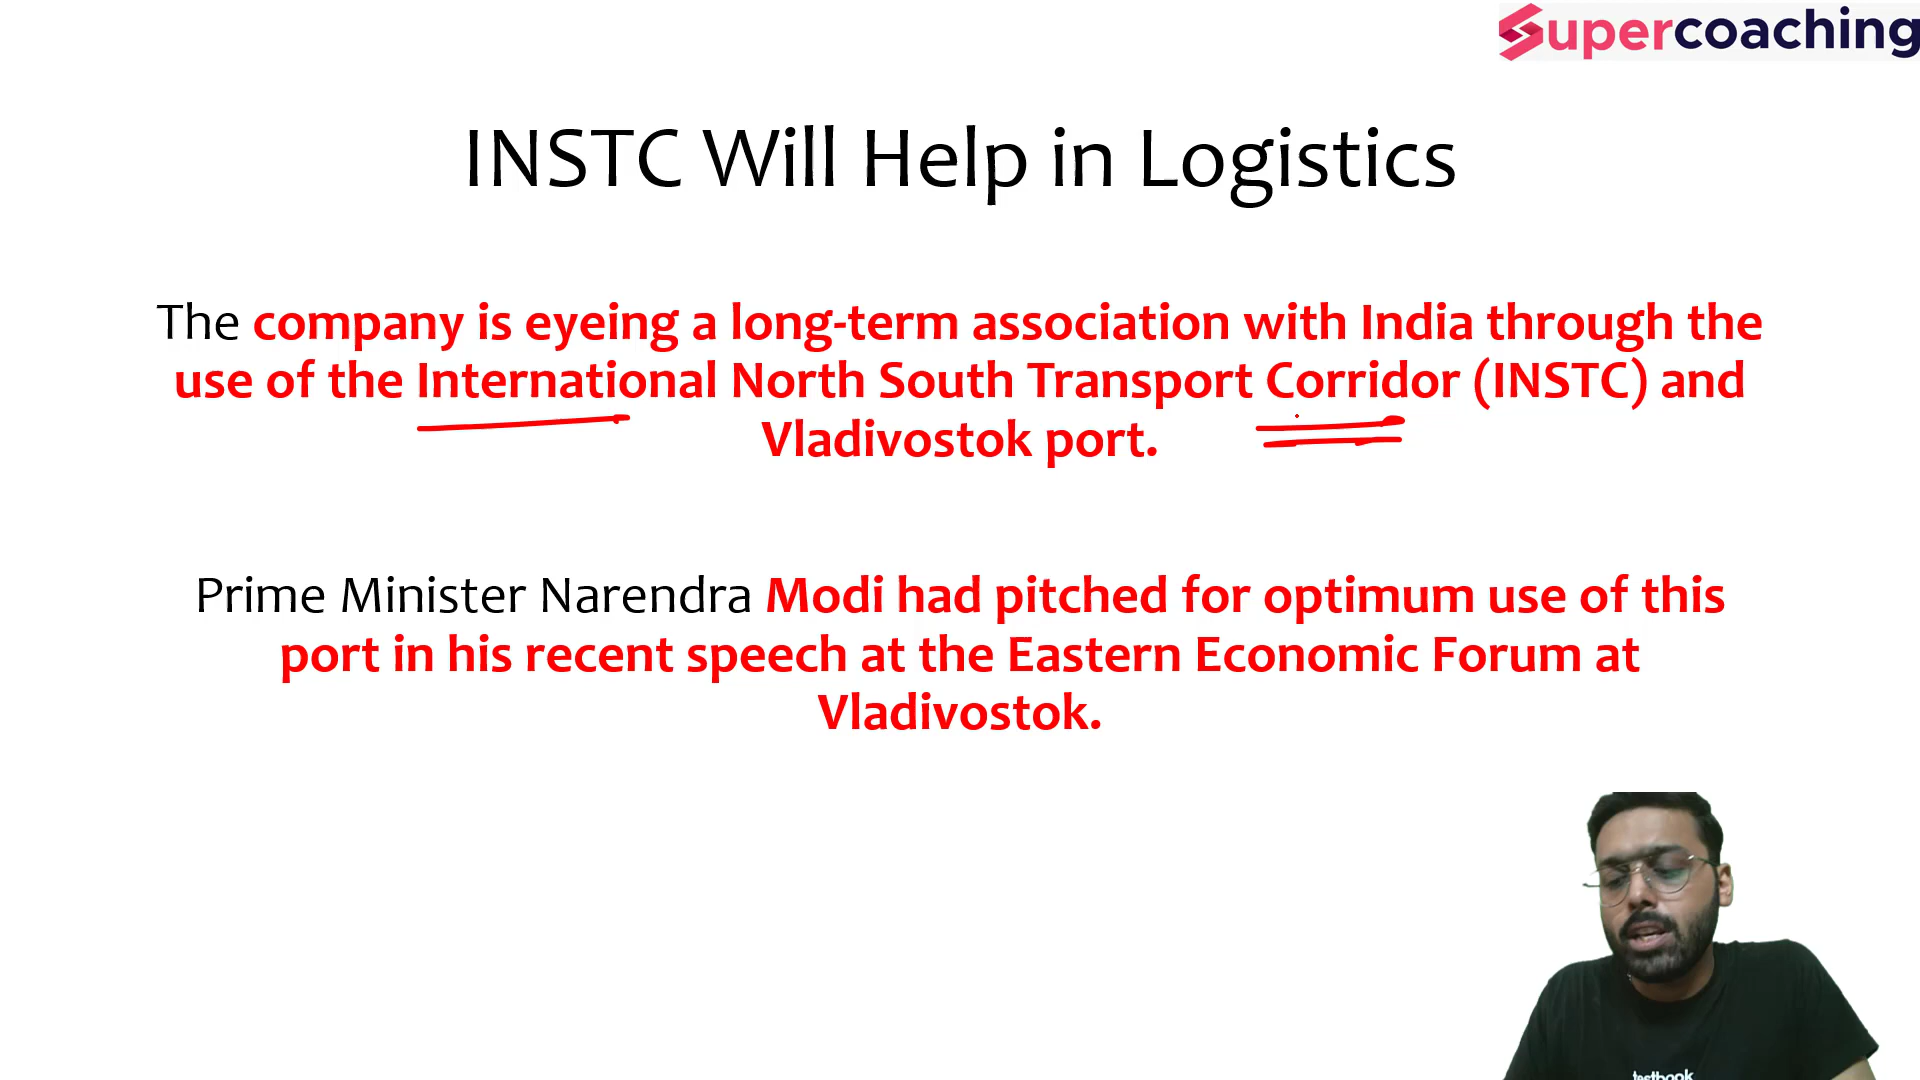 Supercoaching
INSTC Will Help in Logistics
The company is eyeing a long-term association with India through the
use of the International North South Transport Corridor (INSTC) and
Vladivostok port.
Prime Minister Narendra Modi had pitched for optimum use of this
port in his recent speech at the Eastern Economic Forum at
Vladivostok.
testbook